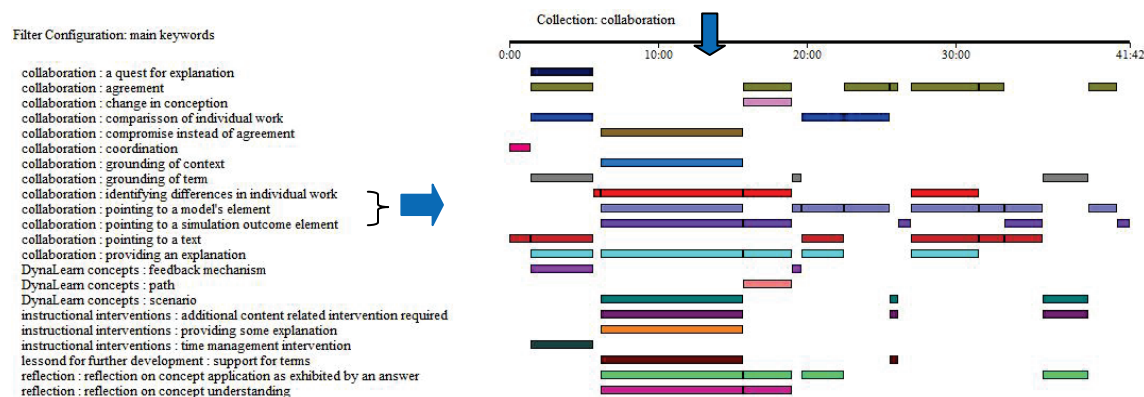 Collection: collaboration
Filter Configuration: main keywords
0:00 10:00 20:00 30:00 41:42
collaboration : a quest for explanation
collaboration : agreement
collaboration : change in conception
collaboration : comparisson of individual work
collaboration : compromise instead of agreement
collaboration : coordination
collaboration : grounding of context
collaboration : grounding of term
collaboration : identifying differences in individual work
collaboration : pointing to a model's element
collaboration : pointing to a simulation outcome element
collaboration : pointing to a text
collaboration : providing an explanation
DynaLearn concepts : feedback mechanism
DynaLearn concepts : path
DynaLearn concepts : scenario
instructional interventions : additional content related intervention required
instructional interventions : providing some explanation
instructional interventions : time management intervention
lessond for further development : support for terms
reflection : reflection on concept application as exhibited by an answer
reflection : reflection on concept understanding